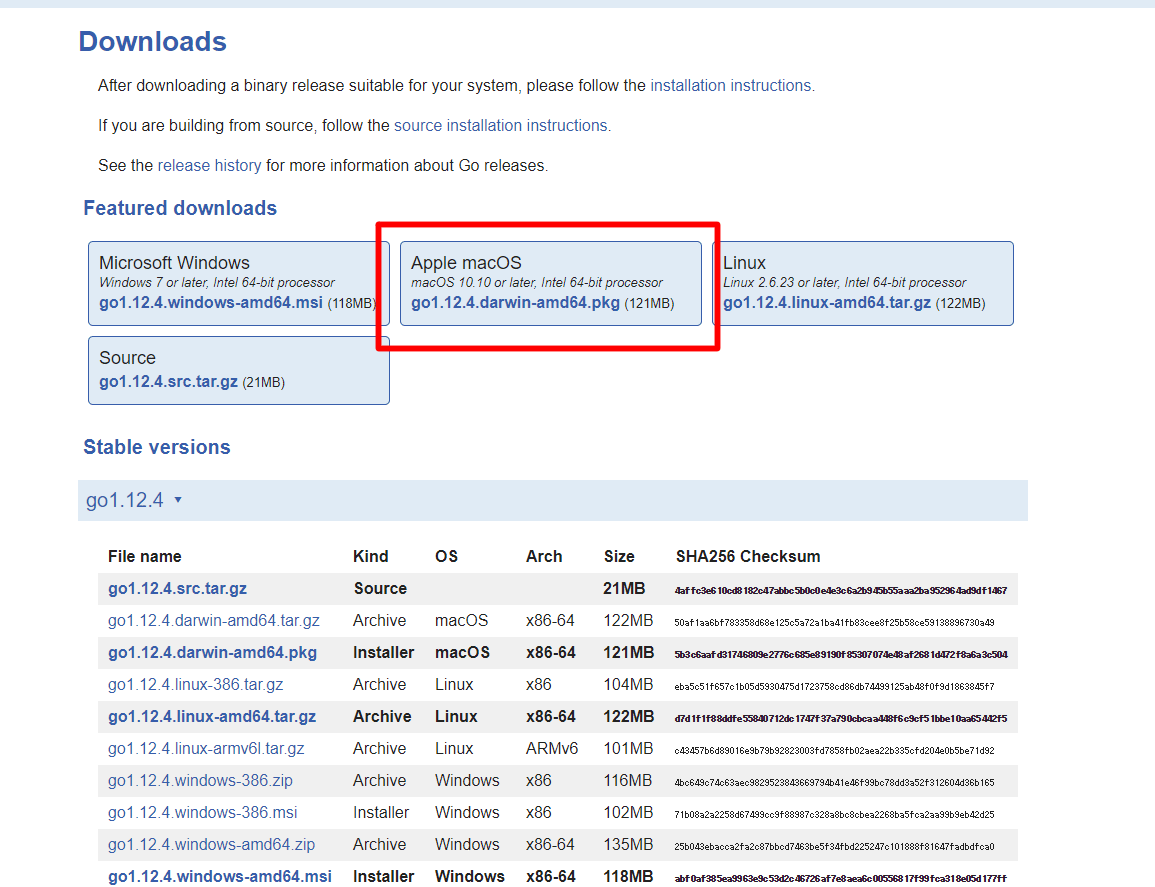 Downloads
After downloading a binary release suitable for your system, please follow the installation instructions.
If you are building from source, follow the source installation instructions.
See the release history for more information about Go releases.
Featured downloads
Microsoft Windows
Windows 7 or later, Intel 64-bit processor
go1.12.4.windows-amd64.msi (118MB)
Apple macOS
macOS 10.10 or later, Intel 64-bit processor
go1.12.4.darwin-amd64.pkg (121MB)
Linux
Linux 2.6.23 or later, Intel 64-bit processor
go1.12.4.linux-amd64.tar.gz (122MB)
Source
go1.12.4.src.tar.gz (21MB)
Stable versions
go1.12.4 ▾
File name Kind OS Arch Size SHA256 Checksum
go1.12.4.src.tar.gz Source 21MB 4affc3e610cd8182c47abbc5b0c0e4e3c6a2b945b55aaa2ba952964ad9df1467
go1.12.4.darwin-amd64.tar.gz Archive macOS x86-64 122MB 50af1aa6bf783358d68e125c5a72a1ba41fb83cee8f25b58ce59138896730a49
go1.12.4.darwin-amd64.pkg Installer macOS x86-64 121MB 5b3c6aafd31746809e2776c685e89190f85307074e48af2681d472f8a6a3c504
go1.12.4.linux-386.tar.gz Archive Linux x86 104MB eba5c51f657c1b05d5930475d1723758cd86db74499125ab48f0f9d1863845f7
go1.12.4.linux-amd64.tar.gz Archive Linux x86-64 122MB d7d1f1f88ddfe55840712dc1747f37a790cbcaa448f6c9cf51bbe10aa65442f5
go1.12.4.linux-armv6l.tar.gz Archive Linux ARMv6 101MB c43457b6d89016e9b79b92823003fd7858fb02aea22b335cfd204e0b5be71d92
go1.12.4.windows-386.zip Archive Windows x86 116MB 4bc649c74c63aec9829523843669794b41e46f99bc78dd3a52f312604d36b165
go1.12.4.windows-386.msi Installer Windows x86 102MB 71b08a2a2258d67499cc9f88987c328a8bc8cbea2268ba5fca2aa99b9eb42d25
go1.12.4.windows-amd64.zip Archive Windows x86-64 135MB 25b043ebacca2fa2c87bbcd7463be5f34fbd225247c101888f81647fadbdfca0
go1.12.4.windows-amd64.msi Installer Windows x86-64 118MB abf0af385ea9963e9c53d2c46726af7e8aea6c00556817f99fca318e05d177ff